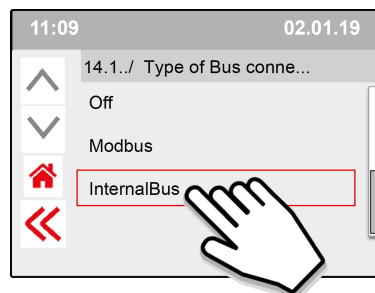 11:09 02.01.19
14.1../ Type of Bus conne...
Off
Modbus
InternalBus